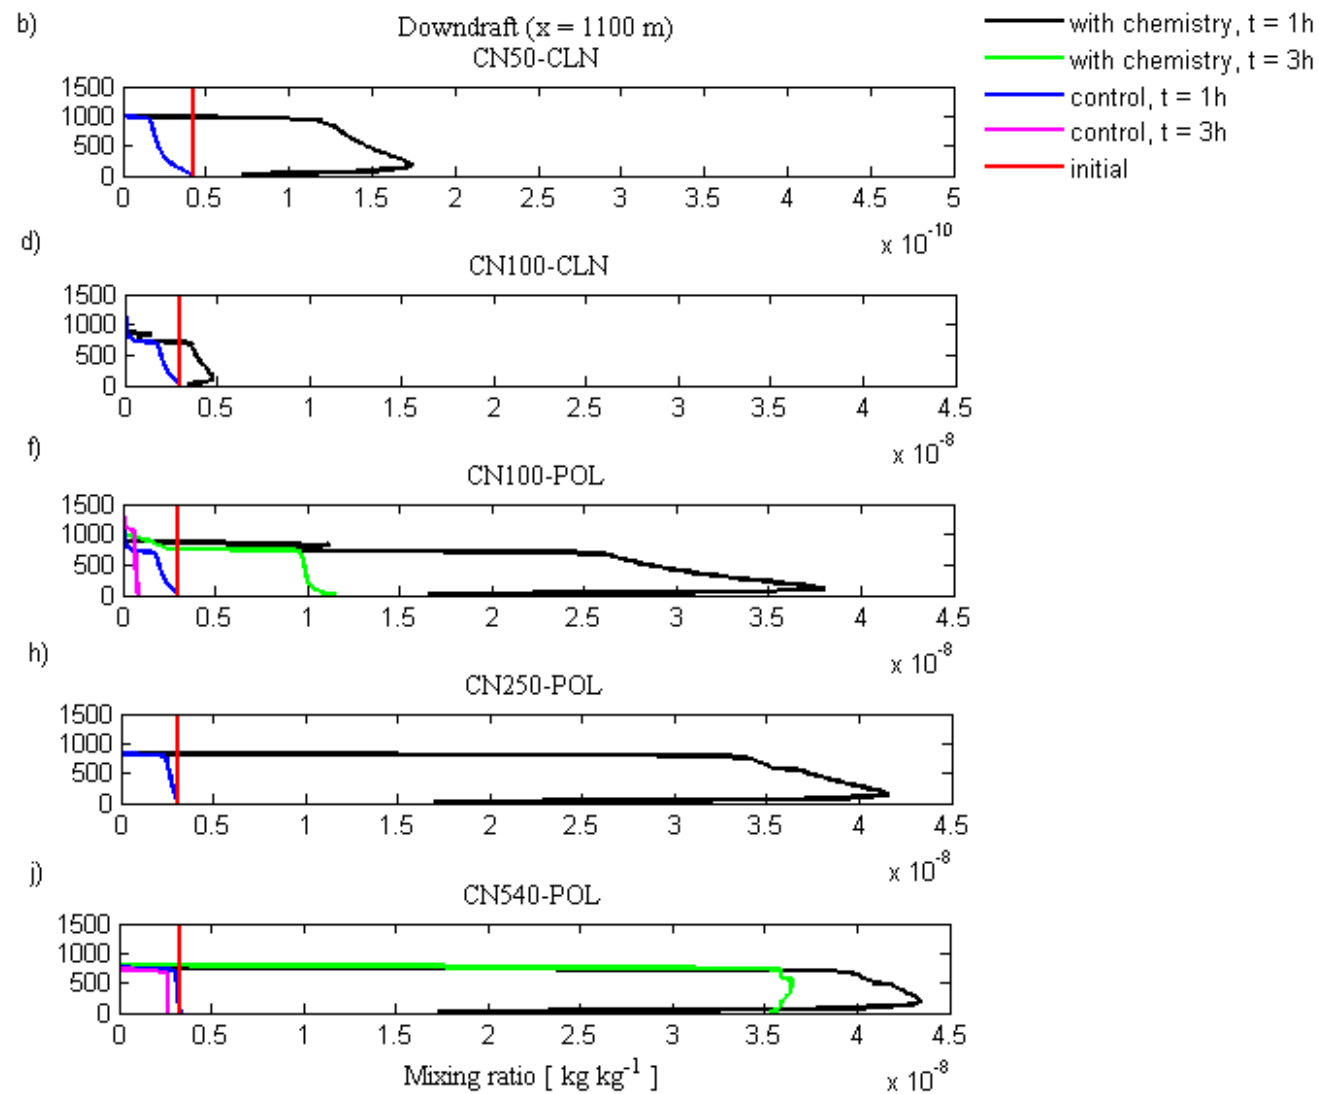 b)
Downdraft (x = 1100 m)
CN50-CLN
with chemistry, t = 1h
with chemistry, t = 3h
control, t = 1h
control, t = 3h
initial
1500
1000
500
0
0 0.5 1 1.5 2 2.5 3 3.5 4 4.5 5
x 10^-10
d)
CN100-CLN
1500
1000
500
0
0 0.5 1 1.5 2 2.5 3 3.5 4 4.5
x 10^-8
f)
CN100-POL
1500
1000
500
0
0 0.5 1 1.5 2 2.5 3 3.5 4 4.5
x 10^-8
h)
CN250-POL
1500
1000
500
0
0 0.5 1 1.5 2 2.5 3 3.5 4 4.5
x 10^-8
j)
CN540-POL
1500
1000
500
0
0 0.5 1 1.5 2 2.5 3 3.5 4 4.5
Mixing ratio [ kg kg^-1 ]
x 10^-8